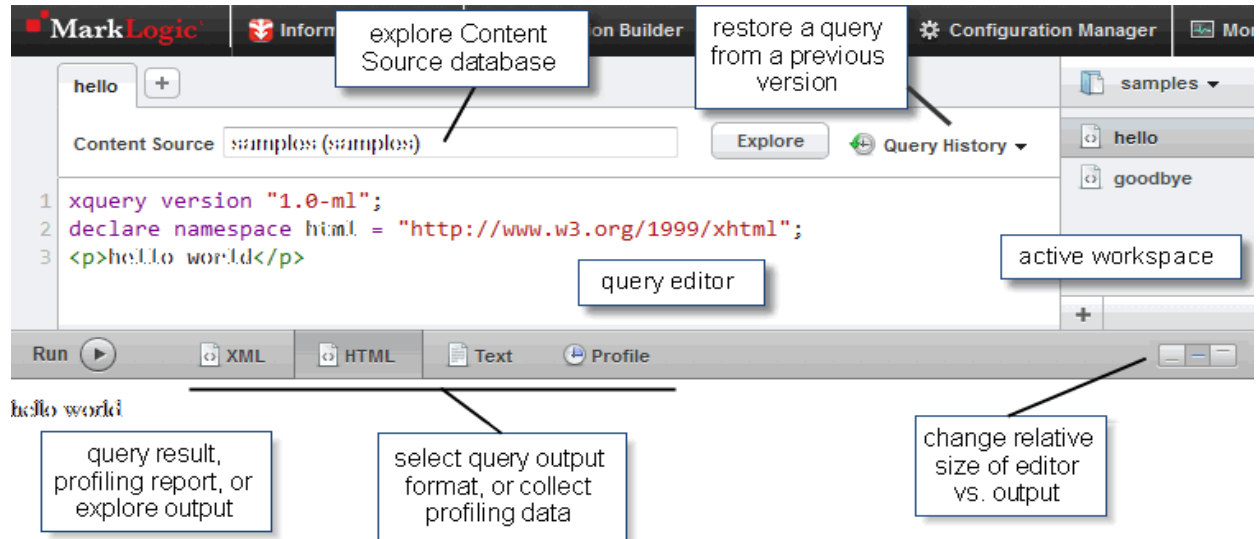 MarkLogic
Inform
ion Builder
Configuration Manager
Mon
explore Content
Source database
restore a query
from a previous
version
hello
+
samples
Content Source samples (samples)
Explore
Query History
hello
goodbye
1 xquery version "1.0-ml";
2 declare namespace html = "http://www.w3.org/1999/xhtml";
3 <p>hello world</p>
query editor
active workspace
+
Run
XML
HTML
Text
Profile
hello world
query result,
profiling report, or
explore output
select query output
format, or collect
profiling data
change relative
size of editor
vs. output